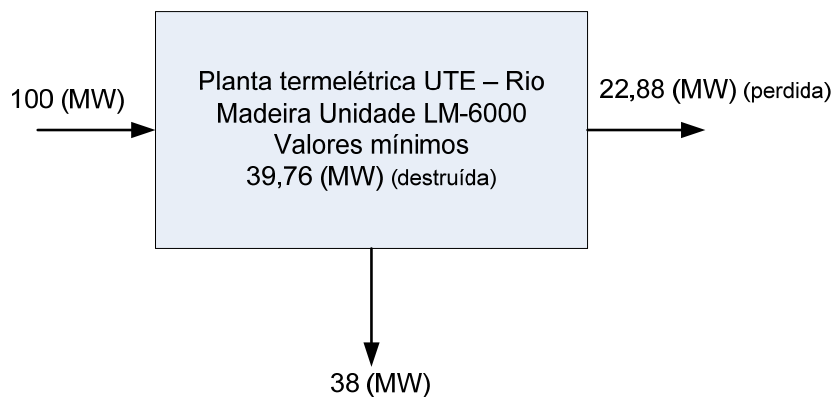 100 (MW)
Planta termelétrica UTE – Rio
Madeira Unidade LM-6000
Valores mínimos
39,76 (MW) (destruída)
22,88 (MW) (perdida)
38 (MW)